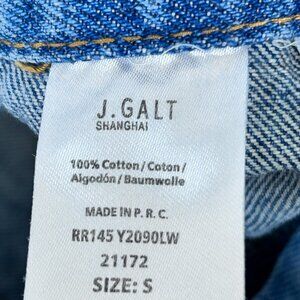 J.GALT
SHANGHAI
100% Cotton / Coton /
Algodón / Baumwolle
MADE IN P. R. C.
RR145 Y2090LW
21172
SIZE: S